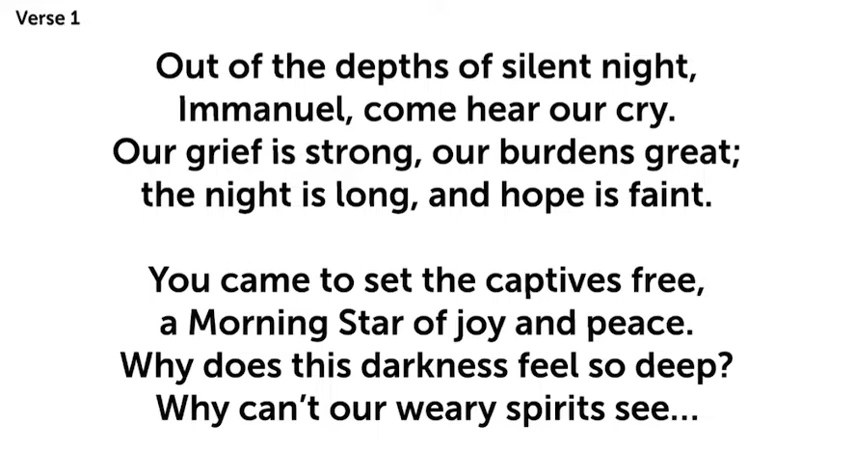 Verse 1
Out of the depths of silent night,
Immanuel, come hear our cry.
Our grief is strong, our burdens great;
the night is long, and hope is faint.
You came to set the captives free,
a Morning Star of joy and peace.
Why does this darkness feel so deep?
Why can’t our weary spirits see...